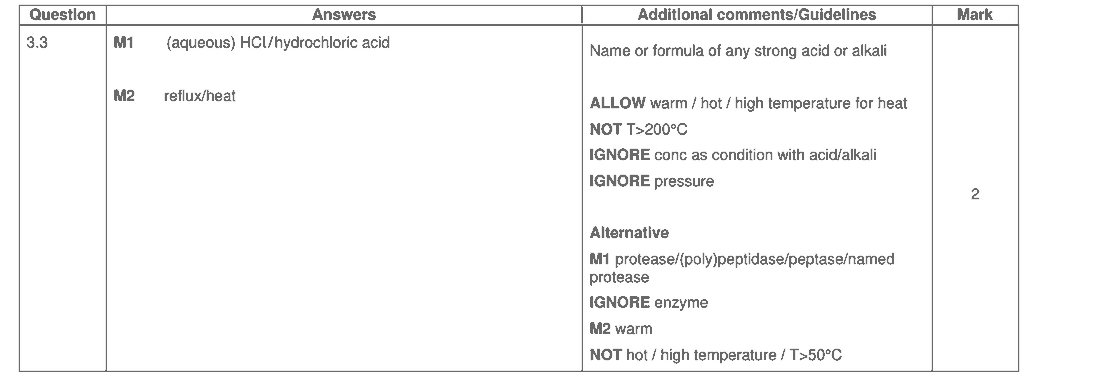 Question Answers Additional comments/Guidelines Mark
3.3
M1 (aqueous) HCl/hydrochloric acid
Name or formula of any strong acid or alkali
M2 reflux/heat
ALLOW warm / hot / high temperature for heat
NOT T>200°C
IGNORE conc as condition with acid/alkali
IGNORE pressure
2
Alternative
M1 protease/(poly)peptidase/peptase/named
protease
IGNORE enzyme
M2 warm
NOT hot / high temperature / T>50°C